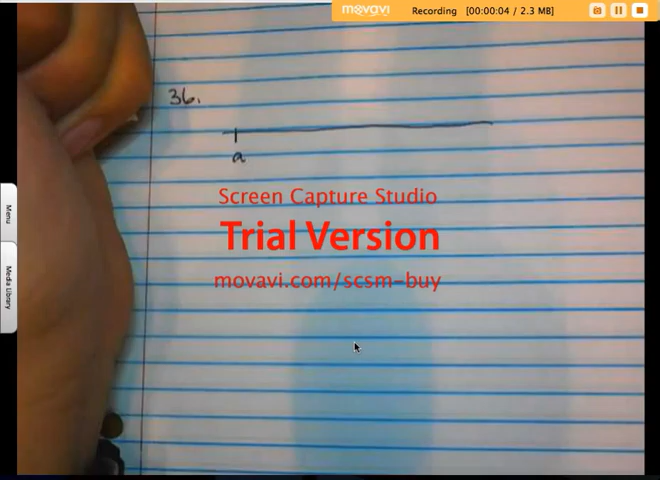 movavi Recording [00:00:04 / 2.3 MB]
36.
a
Screen Capture Studio
Trial Version
movavi.com/scsm-buy
Menu
Media Library